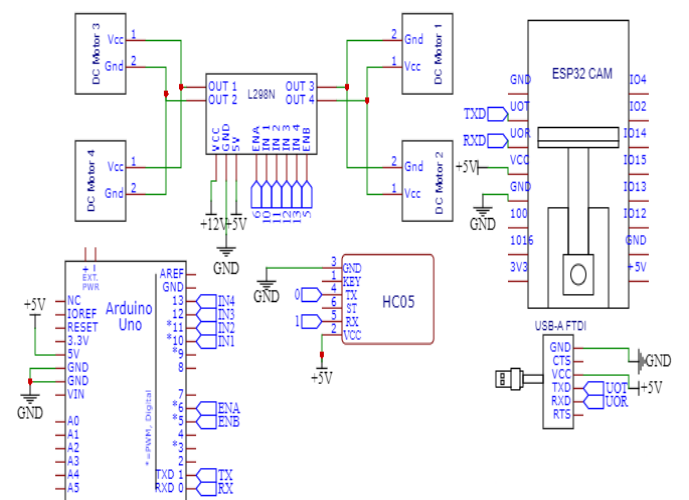 DC Motor 3
Vcc 1
Gnd 2
DC Motor 4
Vcc 1
Gnd 2
L298N
OUT 1
OUT 2
OUT 3
OUT 4
VCC
GND
5V
ENA
IN 1
IN 2
IN 3
IN 4
ENB
+12V
+5V
GND
6
10
11
12
13
5
2 Gnd
1 Vcc
DC Motor 1
2 Gnd
1 Vcc
DC Motor 2
ESP32 CAM
GND
UOT
UOR
VCC
GND
100
1016
3V3
IO4
IO2
IO14
IO15
IO13
IO12
GND
+5V
TXD
RXD
+5V
GND
+ -
EXT.
PWR
Arduino
Uno
NC
IOREF
RESET
3.3V
5V
GND
GND
VIN
A0
A1
A2
A3
A4
A5
AREF
GND
13
12
*11
*10
*9
8
7
*6
*5
4
*3
2
TXD 1
RXD 0
*=PWM, Digital
IN4
IN3
IN2
IN1
ENA
ENB
TX
RX
+5V
GND
HC05
3 GND
1 KEY
4 TX
6 ST
5 RX
2 VCC
GND
0
1
+5V
USB-A FTDI
GND
CTS
VCC
TXD
RXD
RTS
GND
+5V
UOT
UOR